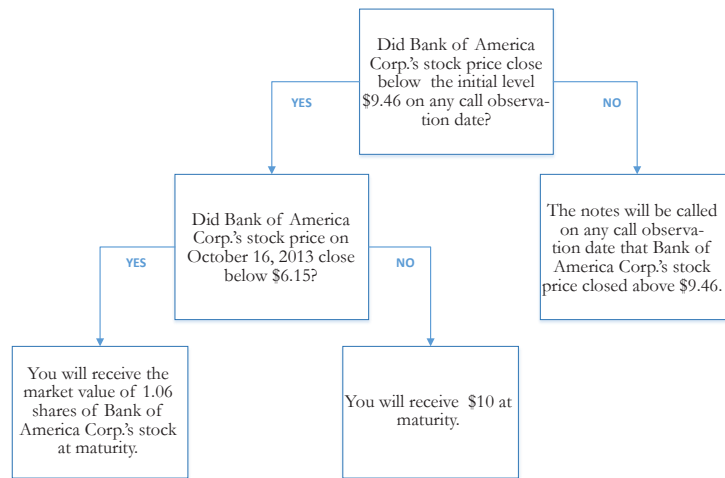 Did Bank of America
Corp.'s stock price close
below the initial level
$9.46 on any call observa-
tion date?
YES
NO
Did Bank of America
Corp.'s stock price on
October 16, 2013 close
below $6.15?
The notes will be called
on any call observa-
tion date that Bank of
America Corp.'s stock
price closed above $9.46.
YES
NO
You will receive the
market value of 1.06
shares of Bank of
America Corp.'s stock
at maturity.
You will receive $10 at
maturity.